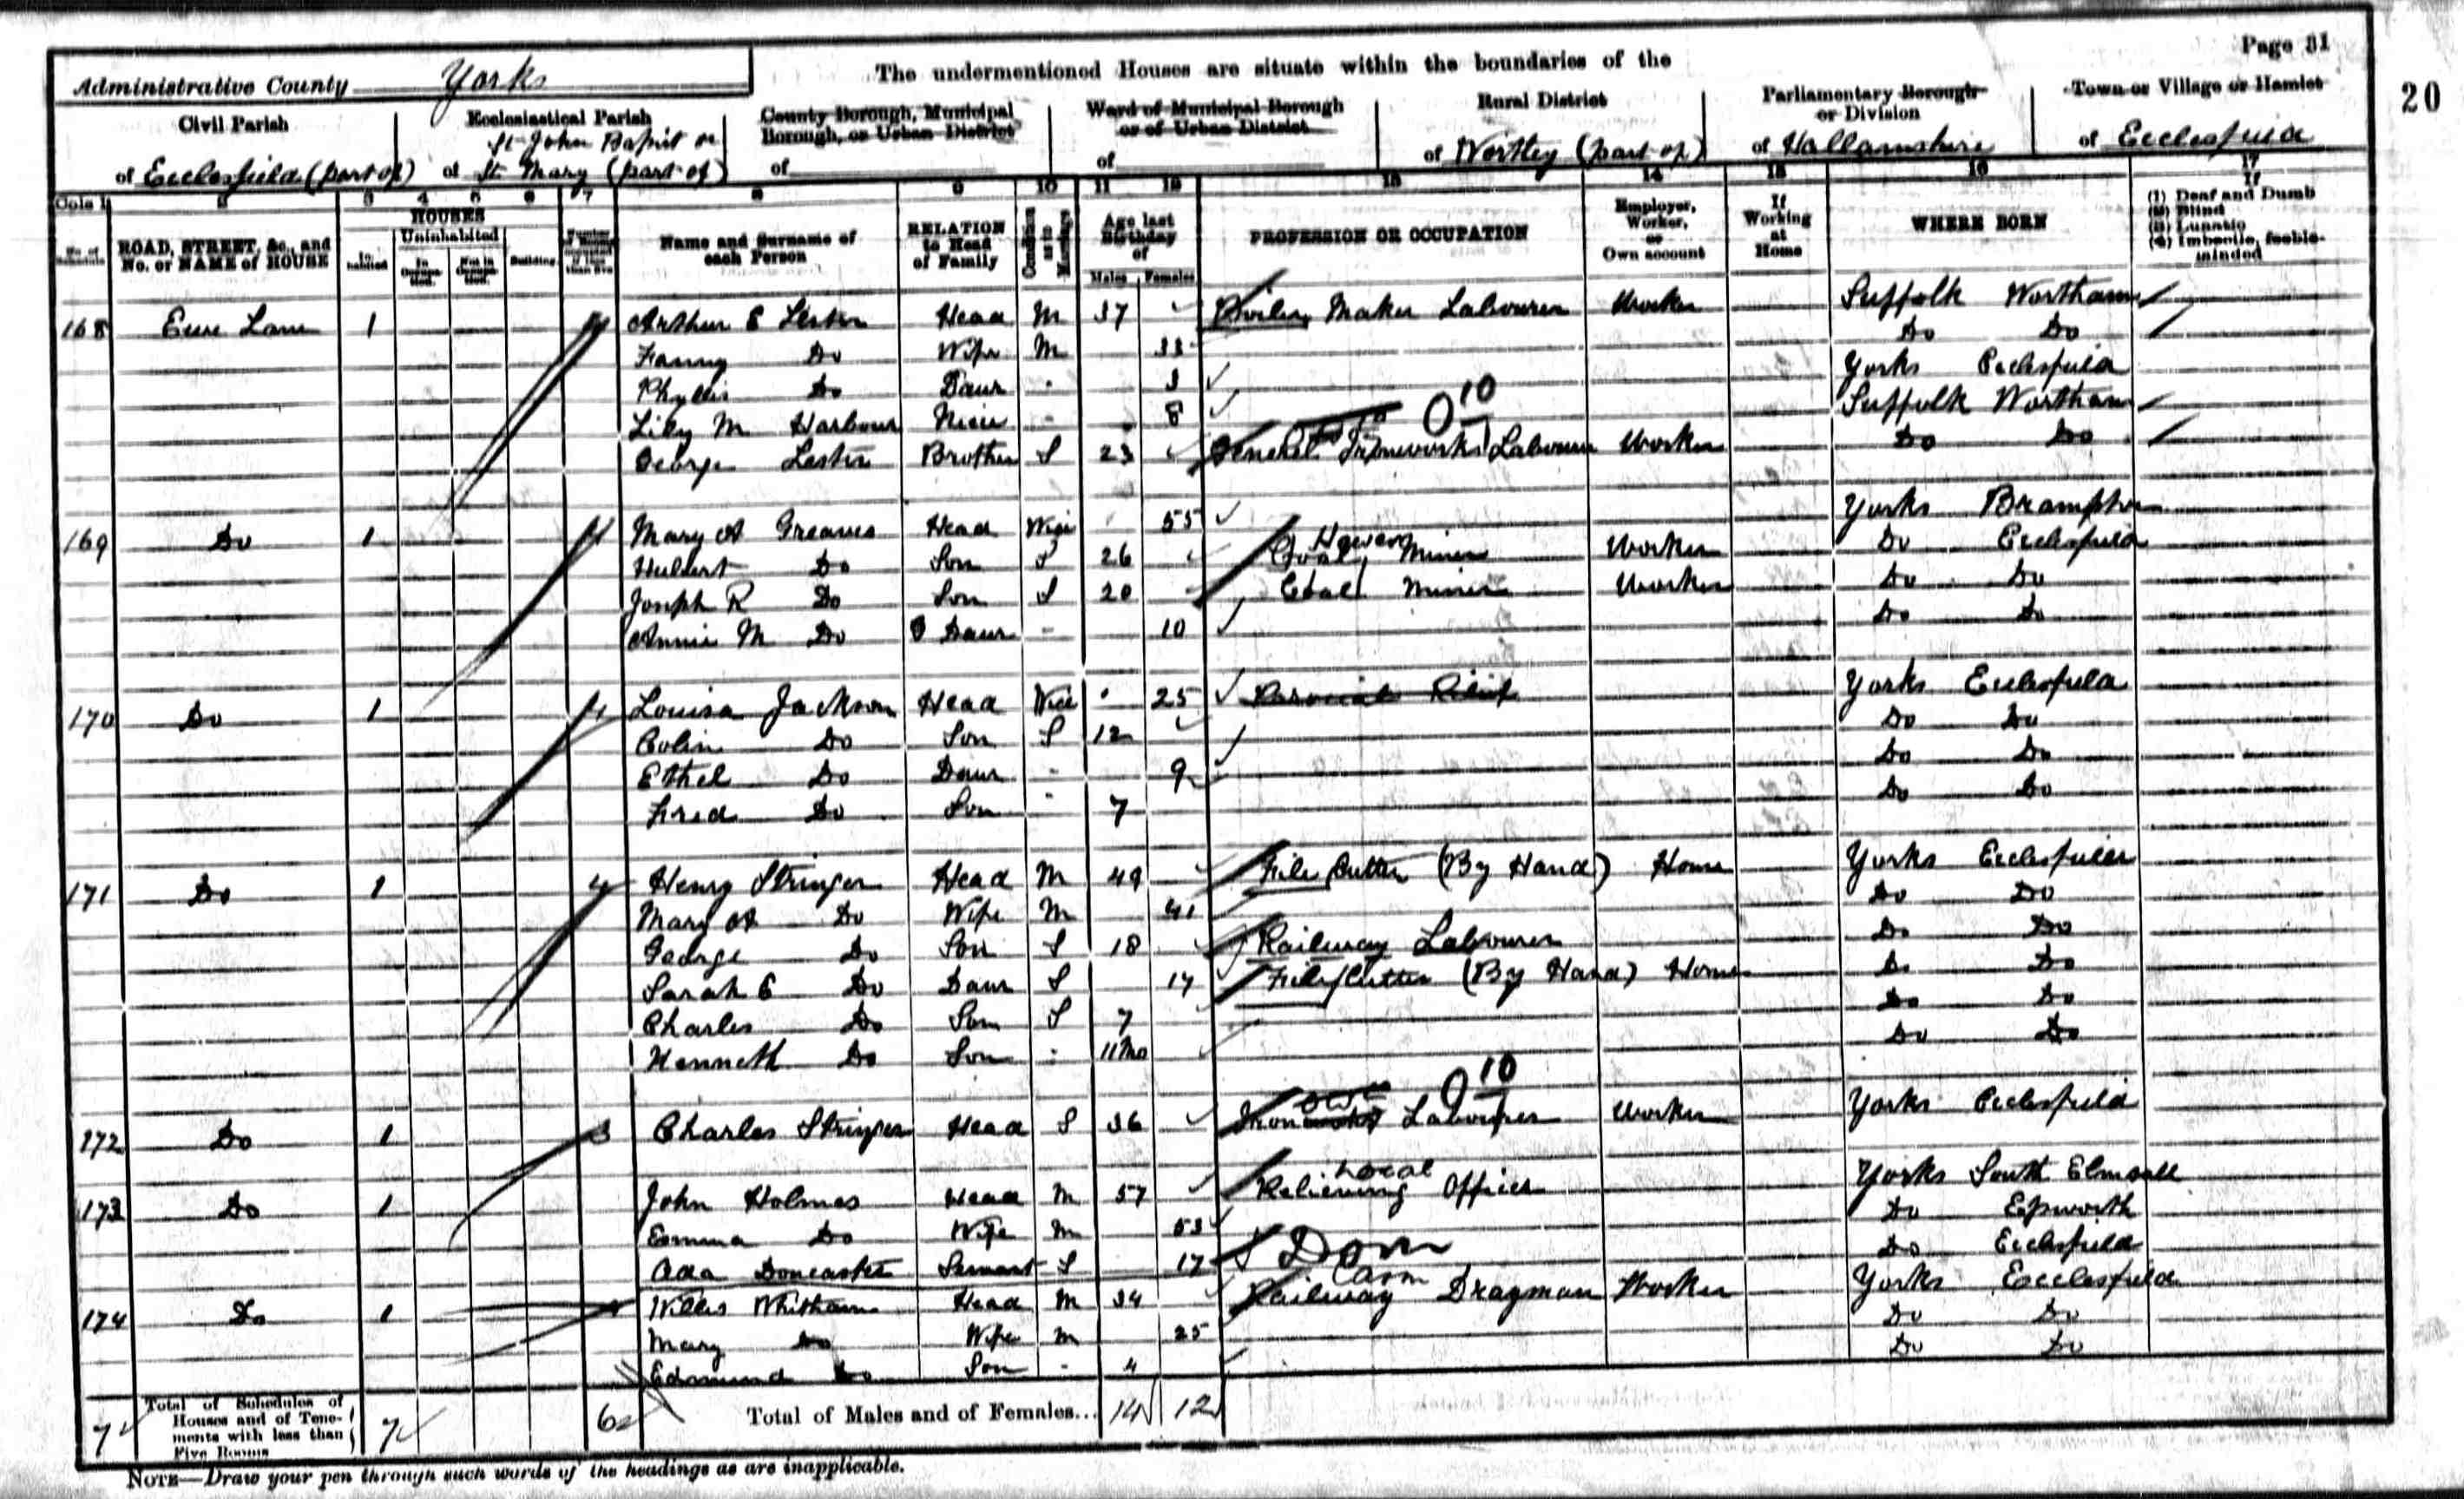 Page 31
20
Administrative County Yorks
The undermentioned Houses are situate within the boundaries of the
Civil Parish
of Ecclesfield (part of)
Ecclesiastical Parish
St John Baptist or
of St Mary (part of)
County Borough, Municipal
Borough, or Urban District
of
Ward of Municipal Borough
or of Urban District
of
Rural District
of Wortley (part of)
Parliamentary Borough
or Division
of Hallamshire
Town or Village or Hamlet
of Ecclesfield
Cols 1 2 3 4 5 6 7 8 9 10 11 12 13 14 15 16 17
No. of Schedule
ROAD, STREET, &c., and
No. or NAME of HOUSE
HOUSES
Inhabited
Uninhabited
In Occupation
Not in Occupation
Building
Name and Surname of
each Person
RELATION
to Head
of Family
Condition as to Marriage
Age last
Birthday
of
Males Females
PROFESSION OR OCCUPATION
Employer,
Worker,
or
Own account
If
Working
at
Home
WHERE BORN
If
(1) Deaf and Dumb
(2) Blind
(3) Lunatic
(4) Imbecile, feeble-
minded
168 Ewe Lane 1 4 Arthur E Lester Head M 37 Boiler Maker Labourer Worker Suffolk Wortham
Fanny Do Wife M 33 Do Do
Phyllis Do Daur - 3 Yorks Ecclesfield
Lily M Harbour Niece - 8 Suffolk Wortham
010
George Lester Brother S 23 General Ironworks Labourer Worker Do Do
169 Do 1 4 Mary A Greaves Head Wid 55 Yorks Brampton
Hewer
Hubert Do Son S 26 Coal Miner Worker Do Ecclesfield
Joseph R Do Son S 20 Coal Miner Worker Do Do
Annie M Do G Daur - 10 Do Do
170 Do 1 4 Louisa Jackson Head Wid 25 Parochial Relief Yorks Ecclesfield
Colin Do Son S 12 Do Do
Ethel Do Daur - 9 Do Do
Fred Do Son - 7 Do Do
171 Do 1 4 Henry Stringer Head M 49 File Cutter (By Hand) Home Yorks Ecclesfield
Mary A Do Wife M 41 Do Do
George Do Son S 18 Railway Labourer Do Do
Sarah E Do Daur S 17 File Cutter (By Hand) Home Do Do
Charles Do Son S 7 Do Do
Kenneth Do Son - 11 Mo Do Do
010
172 Do 1 3 Charles Stringer Head S 36 Iron Labourer Worker Yorks Ecclesfield
Local
173 Do 1 John Holmes Head M 57 Relieving Officer Yorks South Elmsall
Emma Do Wife M 53 Do Epworth
Ada Doncaster Servant S 17 Dom Do Ecclesfield
Carm
174 Do 1 4 Willis Whitham Head M 34 Railway Drayman Worker Yorks Ecclesfield
Mary Do Wife M 25 Do Do
Edmund Do Son - 4 Do Do
7 Total of Schedules of
Houses and of Tene-
ments with less than
Five Rooms
7 6 Total of Males and of Females... 14 12
NOTE—Draw your pen through such words of the headings as are inapplicable.